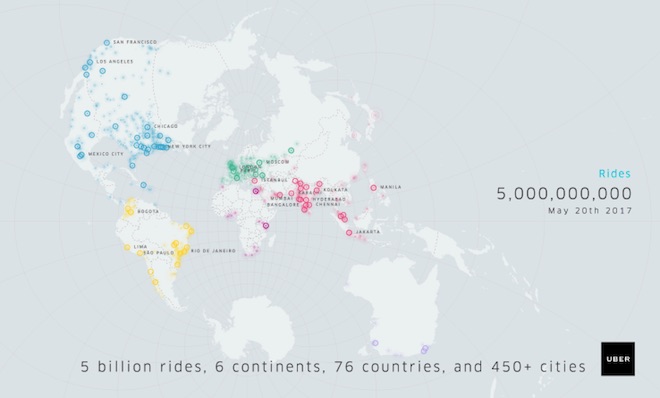 SAN FRANCISCO
LOS ANGELES
CHICAGO
NEW YORK CITY
MEXICO CITY
MOSCOW
ISTANBUL
KARACHI
KOLKATA
MUMBAI
HYDERABAD
BANGALORE
CHENNAI
MANILA
JAKARTA
BOGOTA
LIMA
SÃO PAULO
RIO DE JANEIRO
Rides
5,000,000,000
May 20th 2017
5 billion rides, 6 continents, 76 countries, and 450+ cities
UBER